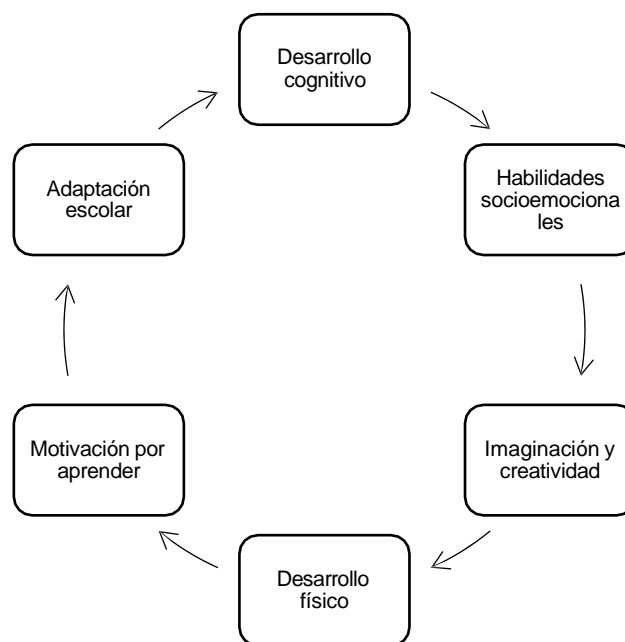 Desarrollo
cognitivo
Habilidades
socioemociona
les
Imaginación y
creatividad
Desarrollo
físico
Motivación por
aprender
Adaptación
escolar